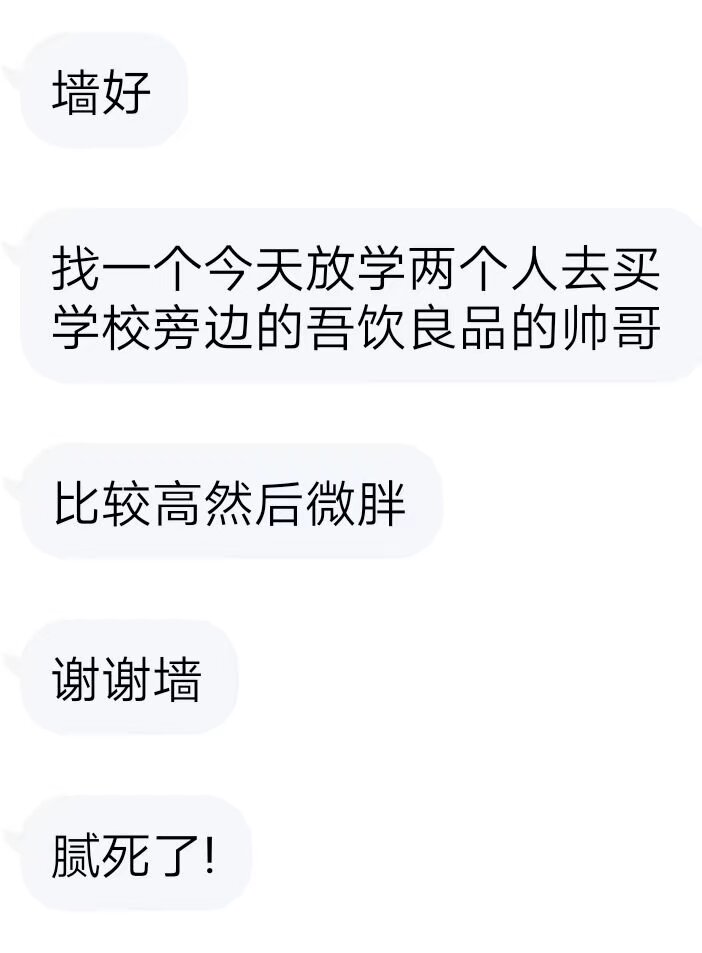 墙好
找一个今天放学两个人去买
学校旁边的吾饮良品的帅哥
比较高然后微胖
谢谢墙
腻死了!